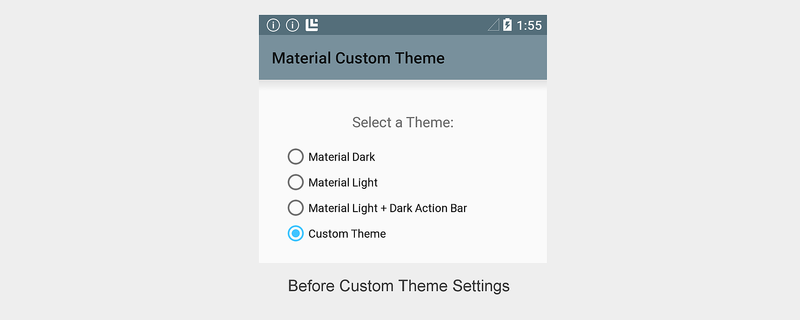 1:55
Material Custom Theme
Select a Theme:
Material Dark
Material Light
Material Light + Dark Action Bar
Custom Theme
Before Custom Theme Settings